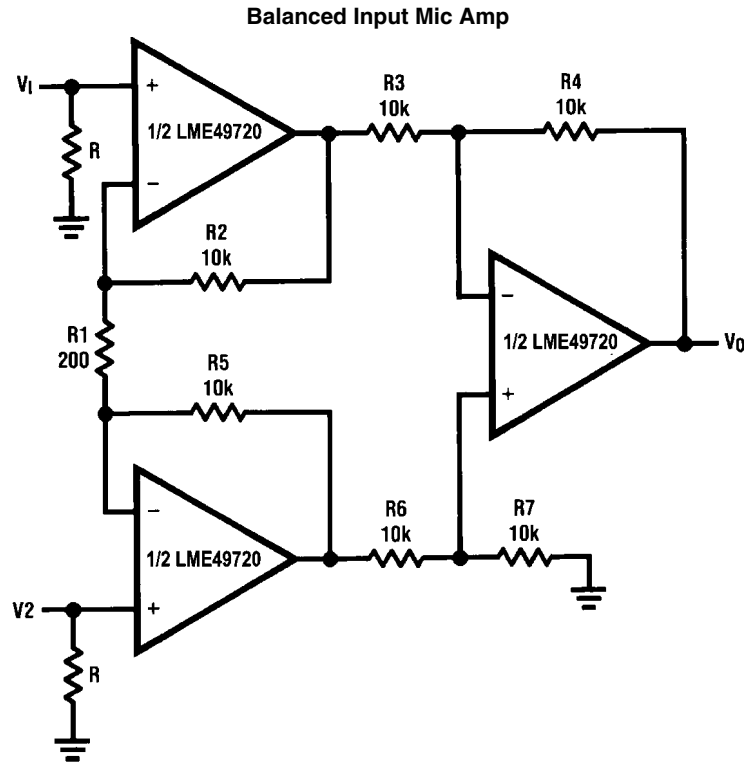 Balanced Input Mic Amp
VI
+
1/2 LME49720
−
R
R3
10k
R4
10k
R2
10k
R1
200
R5
10k
−
1/2 LME49720
+
VO
−
1/2 LME49720
+
R6
10k
R7
10k
V2
R